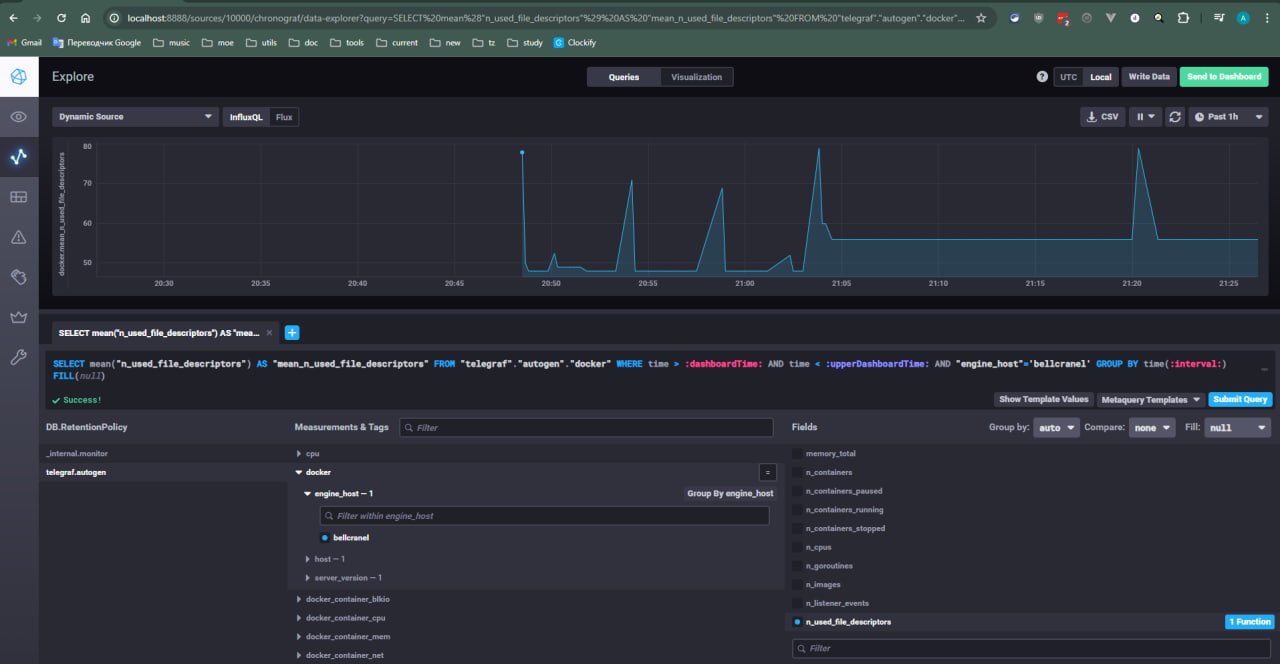 localhost:8888/sources/10000/chronograf/data-explorer?query=SELECT%20mean%28"n_used_file_descriptors"%29%20AS%20"mean_n_used_file_descriptors"%20FROM%20"telegraf"."autogen"."docker"...
2
A
Gmail
Переводчик Google
music
moe
utils
doc
tools
current
new
tz
study
Clockify
Explore
Queries
Visualization
?
UTC
Local
Write Data
Send to Dashboard
Dynamic Source
InfluxQL
Flux
CSV
Past 1h
docker.mean_n_used_file_descriptors
80
70
60
50
20:30
20:35
20:40
20:45
20:50
20:55
21:00
21:05
21:10
21:15
21:20
21:25
SELECT mean("n_used_file_descriptors") AS "mea...
SELECT mean("n_used_file_descriptors") AS "mean_n_used_file_descriptors" FROM "telegraf"."autogen"."docker" WHERE time > :dashboardTime: AND time < :upperDashboardTime: AND "engine_host"='bellcranel' GROUP BY time(:interval:)
FILL(null)
Success!
Show Template Values
Metaquery Templates
Submit Query
DB.RetentionPolicy
Measurements & Tags
Filter
Fields
Group by:
auto
Compare:
none
Fill:
null
_internal.monitor
telegraf.autogen
cpu
docker
=
engine_host — 1
Group By engine_host
Filter within engine_host
bellcranel
host — 1
server_version — 1
docker_container_blkio
docker_container_cpu
docker_container_mem
docker_container_net
memory_total
n_containers
n_containers_paused
n_containers_running
n_containers_stopped
n_cpus
n_goroutines
n_images
n_listener_events
n_used_file_descriptors
1 Function
Filter